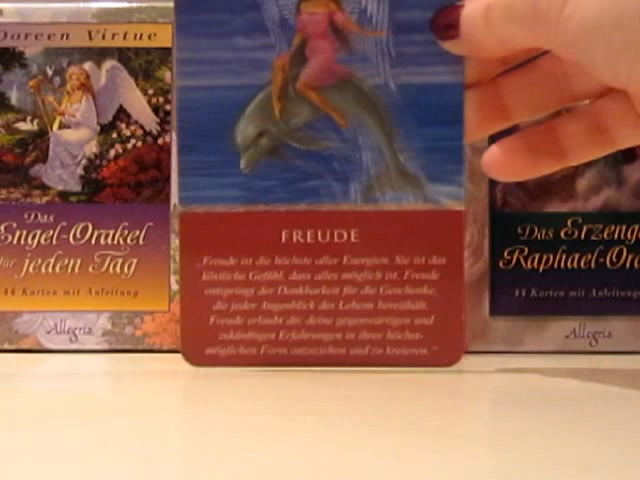 Doreen Virtue
Das
Engel-Orakel
für jeden Tag
44 Karten mit Anleitung
Allegria
FREUDE
„Freude ist die höchste aller Energien. Sie ist das
köstliche Gefühl, dass alles möglich ist. Freude
entspringt der Dankbarkeit für die Geschenke,
die jeder Augenblick des Lebens bereithält.
Freude erlaubt dir, deine gegenwärtigen und
zukünftigen Erfahrungen in ihrer höchst-
möglichen Form anzuziehen und zu kreieren.“
Das Erzenge
Raphael-Ora
44 Karten mit Anleitung
Allegria